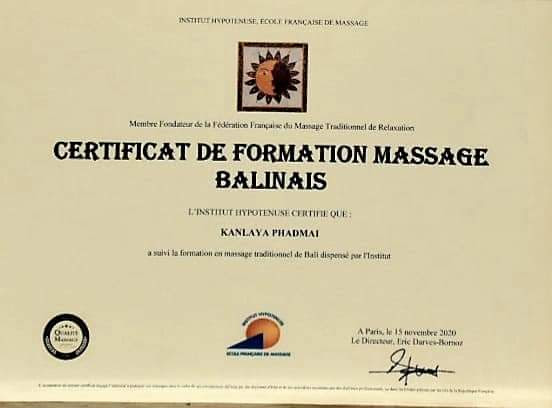 INSTITUT HYPOTENUSE, ECOLE FRANÇAISE DE MASSAGE
Membre Fondateur de la Fédération Française du Massage Traditionnel de Relaxation
CERTIFICAT DE FORMATION MASSAGE
BALINAIS
L'INSTITUT HYPOTENUSE CERTIFIE QUE :
KANLAYA PHADMAI
a suivi la formation en massage traditionnel de Bali dispensé par l'Institut
QUALITÉ
MASSAGE
INSTITUT HYPOTENUSE
ECOLE FRANÇAISE DE MASSAGE
A Paris, le 15 novembre 2020
Le Directeur, Eric Darves-Bornoz